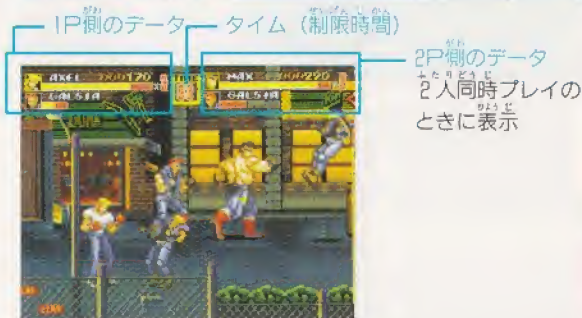 1P側のデータ
タイム（制限時間）
AXEL
MAX
GALSIA
GALSIA
2P側のデータ
2人同時プレイの
ときに表示